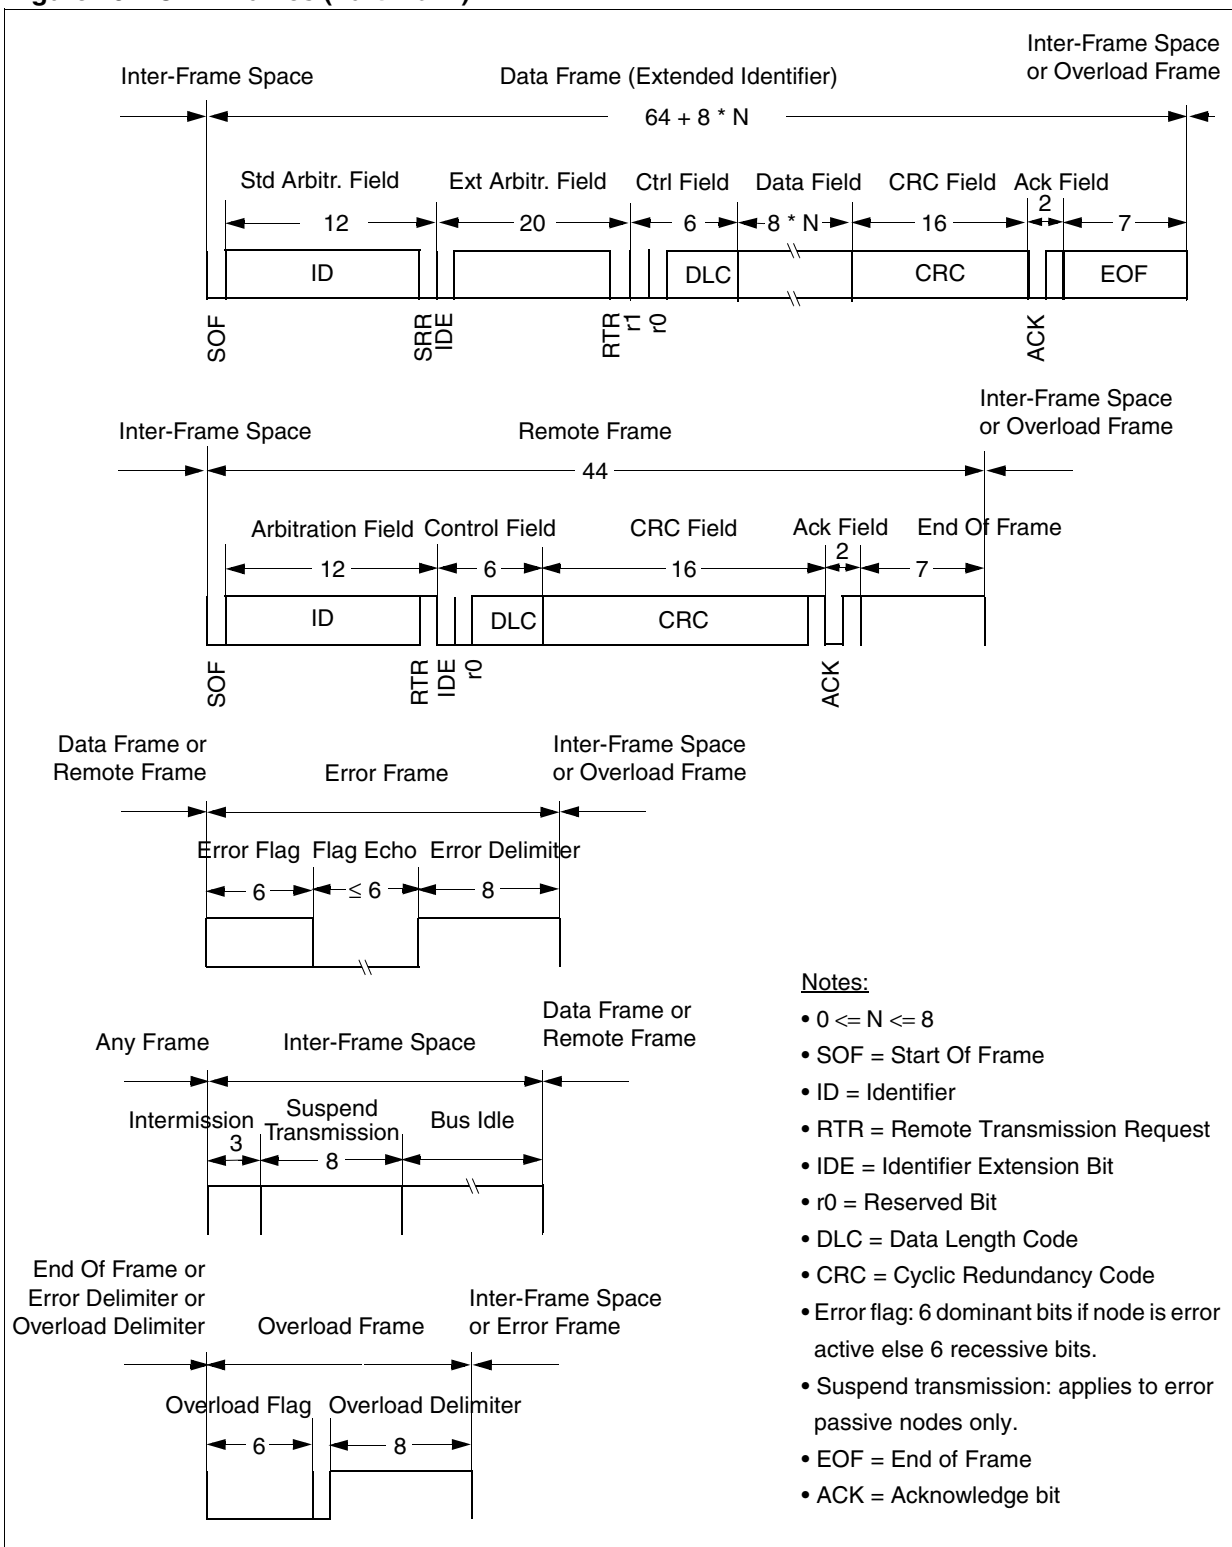 Inter-Frame Space
or Overload Frame
Inter-Frame Space
Data Frame (Extended Identifier)
64 + 8 * N
Std Arbitr. Field
Ext Arbitr. Field
Ctrl Field
Data Field
CRC Field
Ack Field
12
20
6
8 * N
16
2
7
ID
DLC
CRC
EOF
SOF
SRR
IDE
RTR
r1
r0
ACK
Inter-Frame Space
or Overload Frame
Inter-Frame Space
Remote Frame
44
Arbitration Field
Control Field
CRC Field
Ack Field
End Of Frame
12
6
16
2
7
ID
DLC
CRC
SOF
RTR
IDE
r0
ACK
Data Frame or
Remote Frame
Error Frame
Inter-Frame Space
or Overload Frame
Error Flag
Flag Echo
Error Delimiter
6
≤ 6
8
Any Frame
Inter-Frame Space
Data Frame or
Remote Frame
Intermission
Suspend
Transmission
Bus Idle
3
8
End Of Frame or
Error Delimiter or
Overload Delimiter
Overload Frame
Inter-Frame Space
or Error Frame
Overload Flag
Overload Delimiter
6
8
Notes:
• 0 <= N <= 8
• SOF = Start Of Frame
• ID = Identifier
• RTR = Remote Transmission Request
• IDE = Identifier Extension Bit
• r0 = Reserved Bit
• DLC = Data Length Code
• CRC = Cyclic Redundancy Code
• Error flag: 6 dominant bits if node is error
active else 6 recessive bits.
• Suspend transmission: applies to error
passive nodes only.
• EOF = End of Frame
• ACK = Acknowledge bit